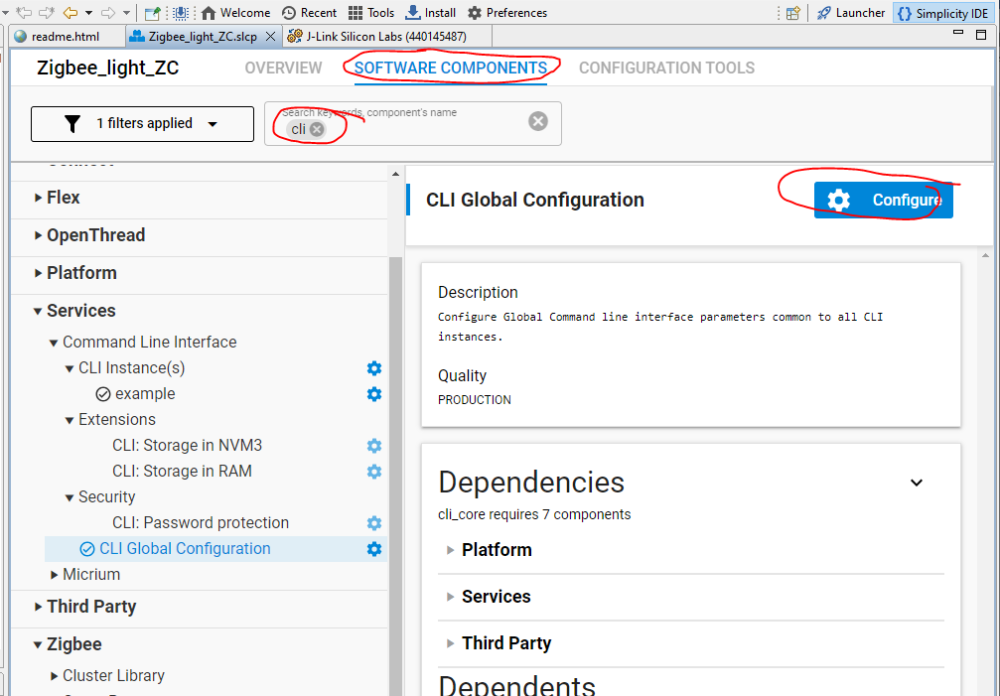 Welcome Recent Tools Install Preferences Launcher Simplicity IDE
readme.html Zigbee_light_ZC.slcp J-Link Silicon Labs (440145487)
Zigbee_light_ZC OVERVIEW SOFTWARE COMPONENTS CONFIGURATION TOOLS
1 filters applied
Search keywords, component's name
cli
Connect
Flex
OpenThread
Platform
Services
Command Line Interface
CLI Instance(s)
example
Extensions
CLI: Storage in NVM3
CLI: Storage in RAM
Security
CLI: Password protection
CLI Global Configuration
Micrium
Third Party
Zigbee
Cluster Library
CLI Global Configuration
Configure
Description
Configure Global Command line interface parameters common to all CLI
instances.
Quality
PRODUCTION
Dependencies
cli_core requires 7 components
Platform
Services
Third Party
Dependents